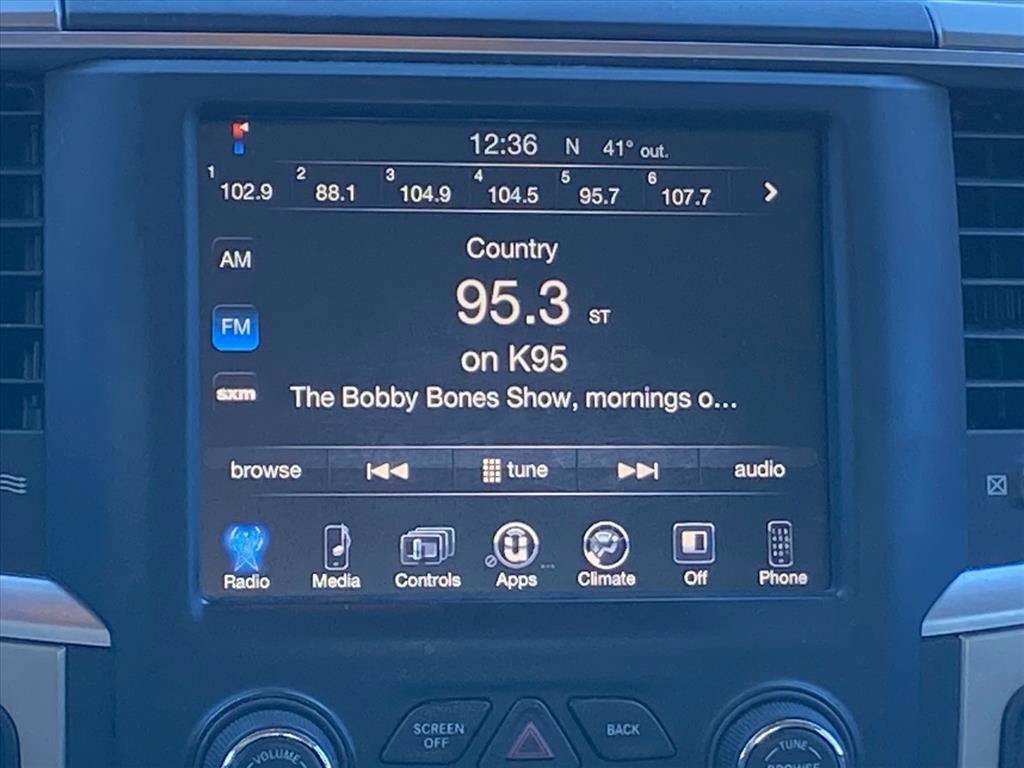 12:36 N 41° out.
1 102.9 2 88.1 3 104.9 4 104.5 5 95.7 6 107.7
AM
Country
95.3 ST
FM
on K95
sxm
The Bobby Bones Show, mornings o...
browse tune audio
Radio Media Controls Apps Climate Off Phone
SCREEN OFF
BACK
VOLUME
TUNE
BROWSE